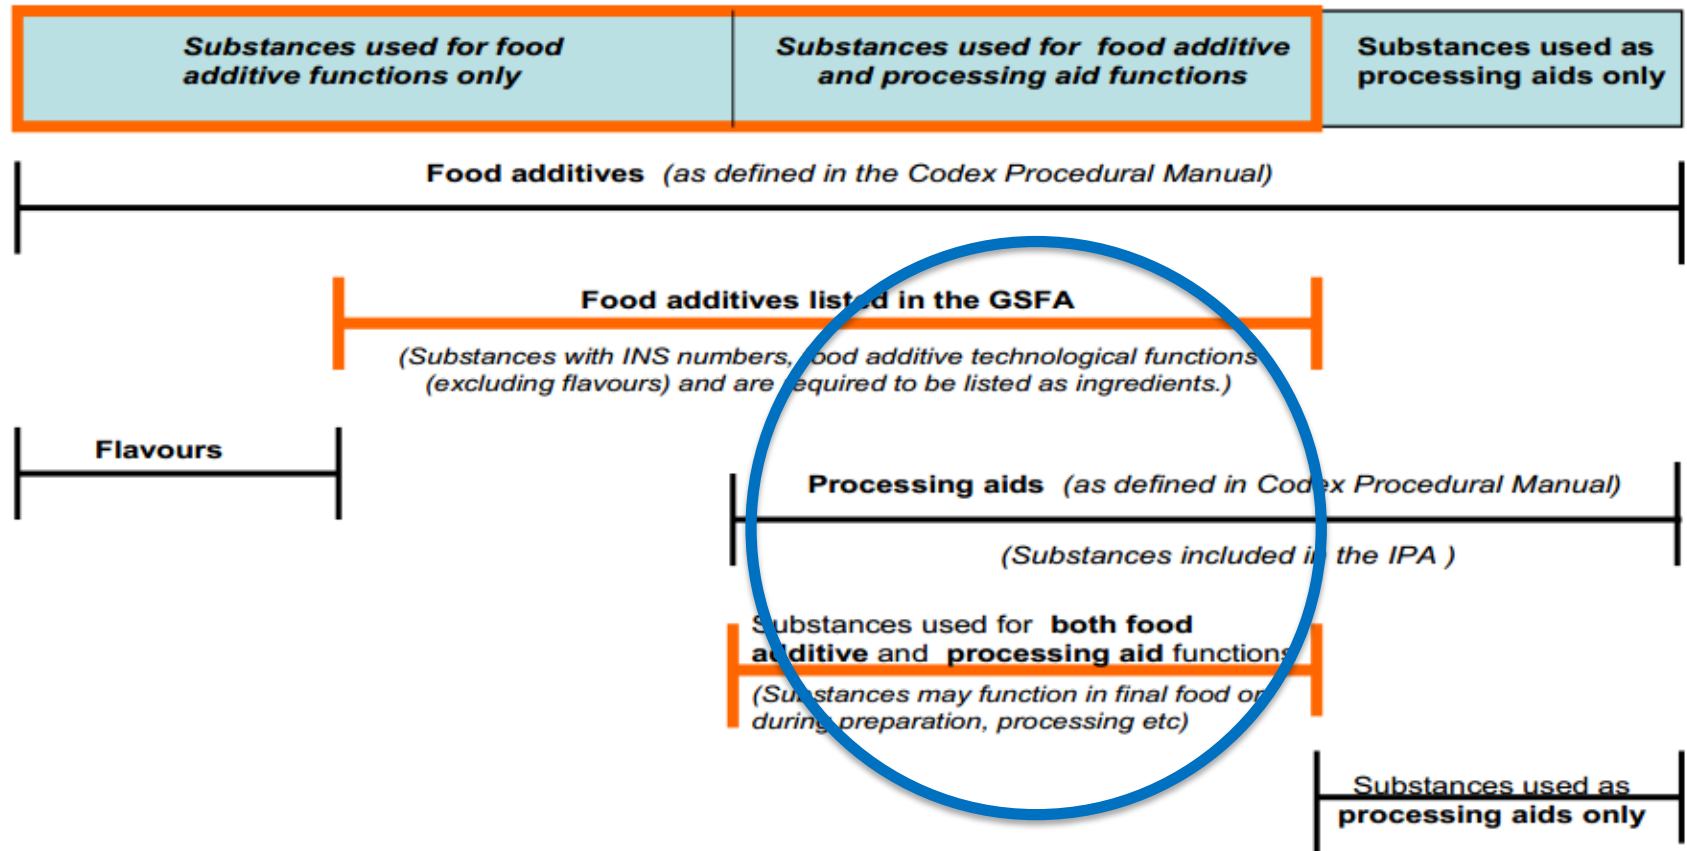 Substances used for food
additive functions only
Substances used for food additive
and processing aid functions
Substances used as
processing aids only
Food additives (as defined in the Codex Procedural Manual)
Food additives listed in the GSFA
(Substances with INS numbers, food additive technological functions
(excluding flavours) and are required to be listed as ingredients.)
Flavours
Processing aids (as defined in Codex Procedural Manual)
(Substances included in the IPA )
Substances used for both food
additive and processing aid functions
(Substances may function in final food or
during preparation, processing etc)
Substances used as
processing aids only